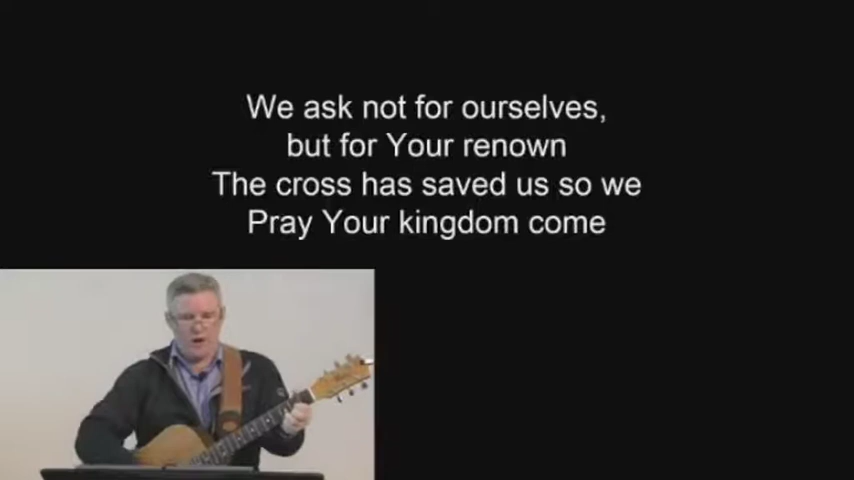 We ask not for ourselves,
but for Your renown
The cross has saved us so we
Pray Your kingdom come